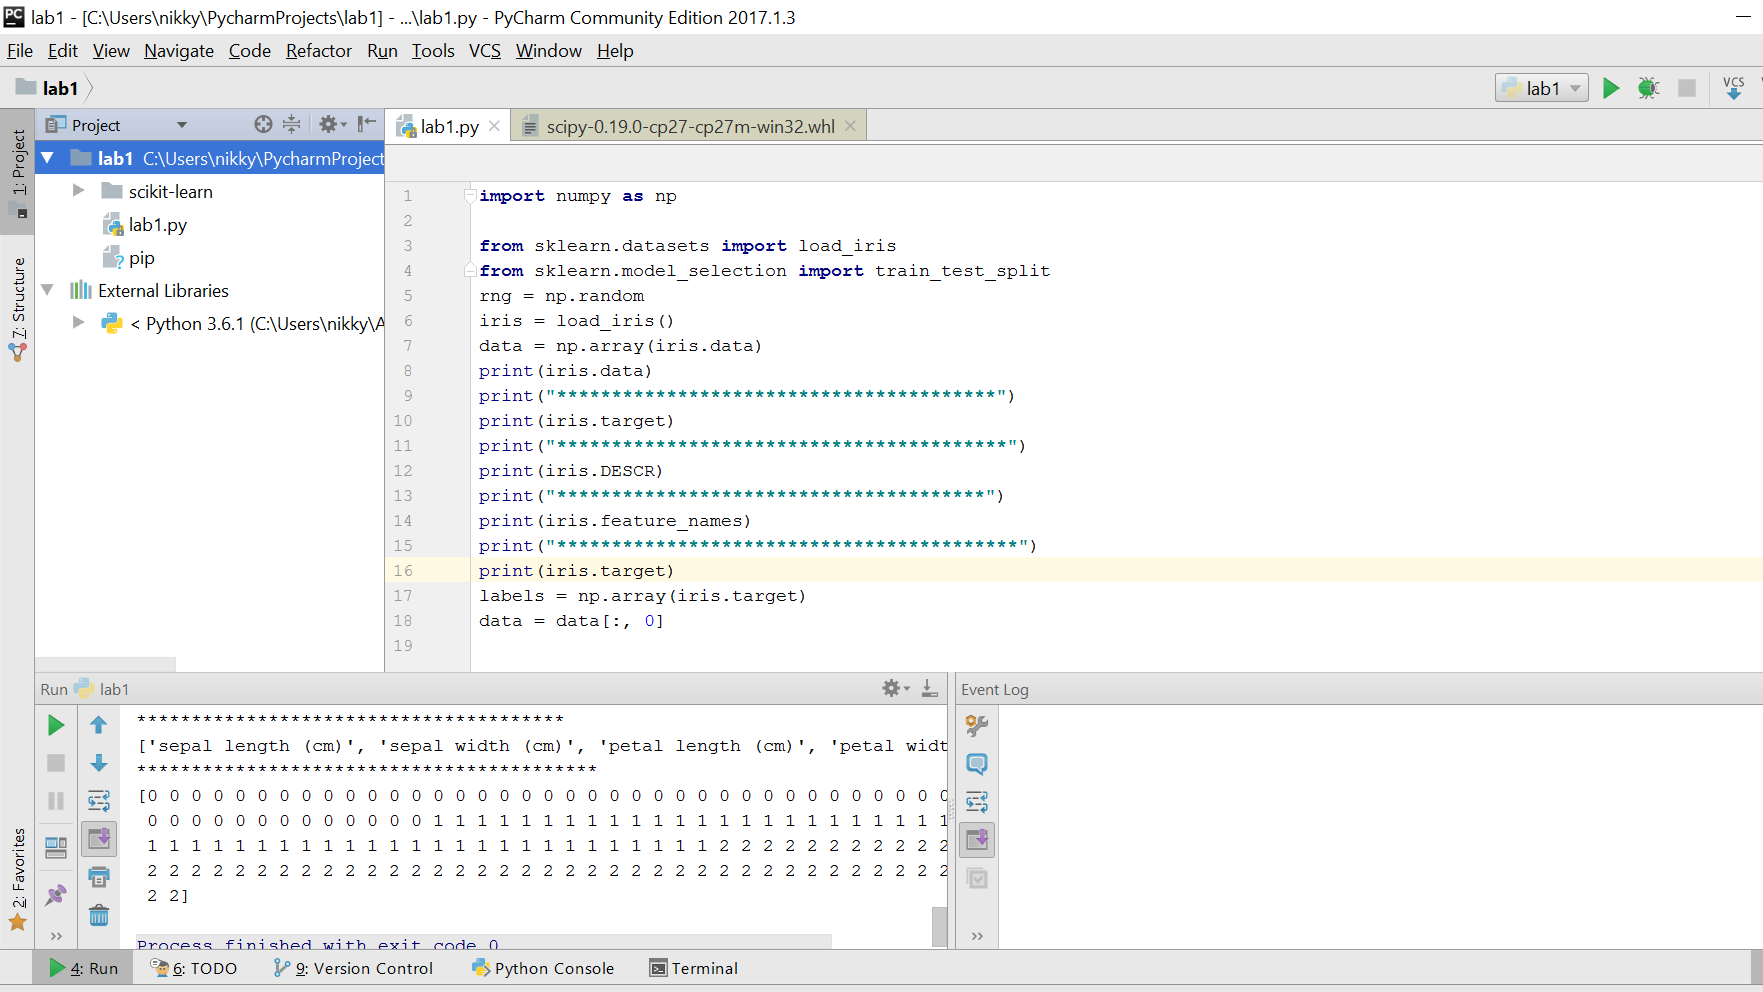 PC lab1 - [C:\Users\nikky\PycharmProjects\lab1] - ...\lab1.py - PyCharm Community Edition 2017.1.3
File Edit View Navigate Code Refactor Run Tools VCS Window Help
lab1
lab1
VCS
1: Project
7: Structure
2: Favorites
Project
lab1 C:\Users\nikky\PycharmProject
scikit-learn
lab1.py
pip
External Libraries
< Python 3.6.1 (C:\Users\nikky\A
lab1.py
scipy-0.19.0-cp27-cp27m-win32.whl
1 import numpy as np
2
3 from sklearn.datasets import load_iris
4 from sklearn.model_selection import train_test_split
5 rng = np.random
6 iris = load_iris()
7 data = np.array(iris.data)
8 print(iris.data)
9 print("****************************************")
10 print(iris.target)
11 print("*****************************************")
12 print(iris.DESCR)
13 print("***************************************")
14 print(iris.feature_names)
15 print("******************************************")
16 print(iris.target)
17 labels = np.array(iris.target)
18 data = data[:, 0]
19
Run lab1
***************************************
['sepal length (cm)', 'sepal width (cm)', 'petal length (cm)', 'petal widt
******************************************
[0 0 0 0 0 0 0 0 0 0 0 0 0 0 0 0 0 0 0 0 0 0 0 0 0 0 0 0 0 0 0 0 0 0 0 0 0
0 0 0 0 0 0 0 0 0 0 0 0 0 1 1 1 1 1 1 1 1 1 1 1 1 1 1 1 1 1 1 1 1 1 1 1 1
1 1 1 1 1 1 1 1 1 1 1 1 1 1 1 1 1 1 1 1 1 1 1 1 1 1 2 2 2 2 2 2 2 2 2 2 2
2 2 2 2 2 2 2 2 2 2 2 2 2 2 2 2 2 2 2 2 2 2 2 2 2 2 2 2 2 2 2 2 2 2 2 2 2
2 2]
Process finished with exit code 0
Event Log
4: Run 6: TODO 9: Version Control Python Console Terminal